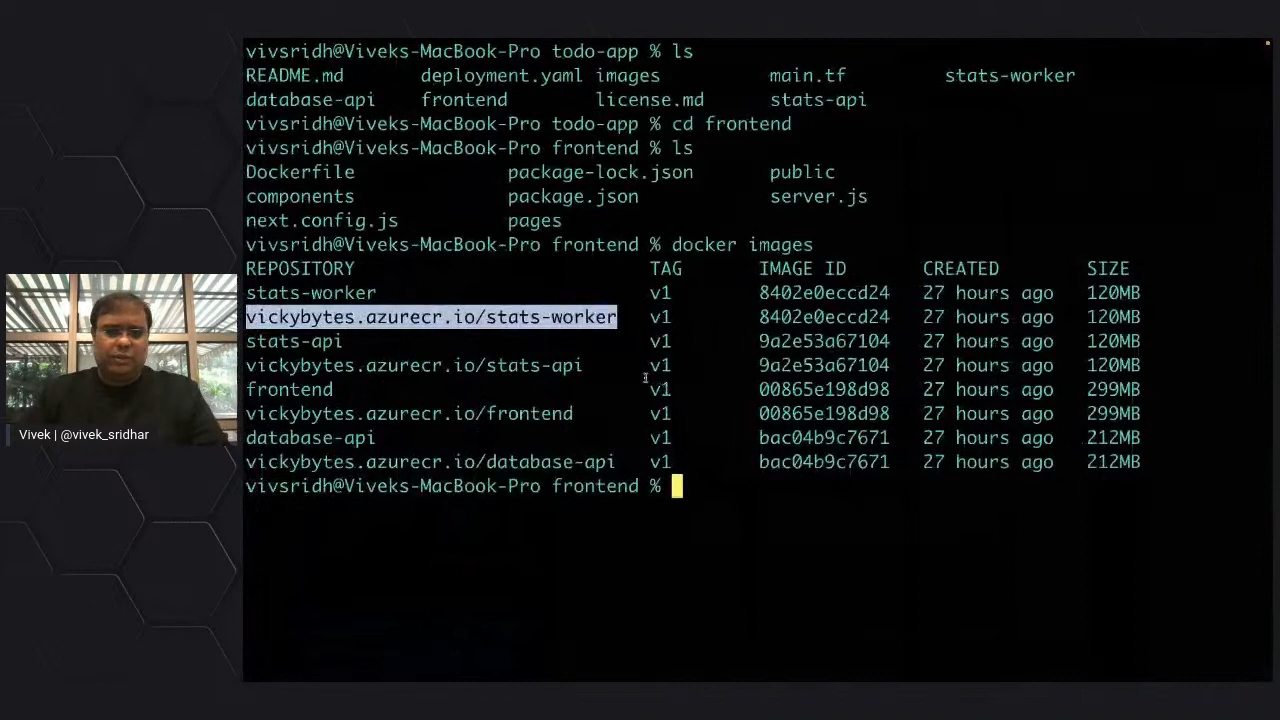 vivsridh@Viveks-MacBook-Pro todo-app % ls
README.md deployment.yaml images main.tf stats-worker
database-api frontend license.md stats-api
vivsridh@Viveks-MacBook-Pro todo-app % cd frontend
vivsridh@Viveks-MacBook-Pro frontend % ls
Dockerfile package-lock.json public
components package.json server.js
next.config.js pages
vivsridh@Viveks-MacBook-Pro frontend % docker images
REPOSITORY TAG IMAGE ID CREATED SIZE
stats-worker v1 8402e0eccd24 27 hours ago 120MB
vickybytes.azurecr.io/stats-worker v1 8402e0eccd24 27 hours ago 120MB
stats-api v1 9a2e53a67104 27 hours ago 120MB
vickybytes.azurecr.io/stats-api v1 9a2e53a67104 27 hours ago 120MB
frontend v1 00865e198d98 27 hours ago 299MB
vickybytes.azurecr.io/frontend v1 00865e198d98 27 hours ago 299MB
database-api v1 bac04b9c7671 27 hours ago 212MB
vickybytes.azurecr.io/database-api v1 bac04b9c7671 27 hours ago 212MB
vivsridh@Viveks-MacBook-Pro frontend %
Vivek | @vivek_sridhar